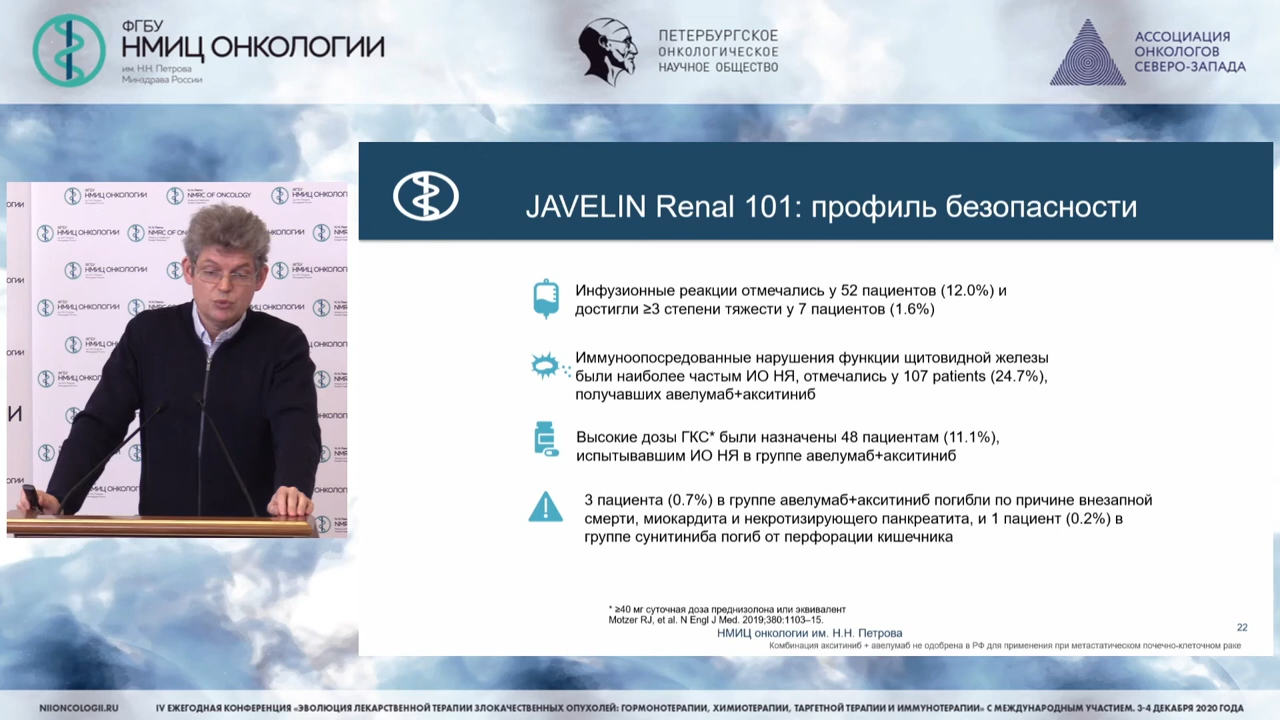 ФГБУ
НМИЦ ОНКОЛОГИИ
им. Н.Н. Петрова
Минздрава России
ПЕТЕРБУРГСКОЕ
ОНКОЛОГИЧЕСКОЕ
НАУЧНОЕ ОБЩЕСТВО
АССОЦИАЦИЯ
ОНКОЛОГОВ
СЕВЕРО-ЗАПАДА
JAVELIN Renal 101: профиль безопасности
Инфузионные реакции отмечались у 52 пациентов (12.0%) и
достигли ≥3 степени тяжести у 7 пациентов (1.6%)
Иммуноопосредованные нарушения функции щитовидной железы
были наиболее частым ИО НЯ, отмечались у 107 patients (24.7%),
получавших авелумаб+акситиниб
Высокие дозы ГКС* были назначены 48 пациентам (11.1%),
испытывавшим ИО НЯ в группе авелумаб+акситиниб
3 пациента (0.7%) в группе авелумаб+акситиниб погибли по причине внезапной
смерти, миокардита и некротизирующего панкреатита, и 1 пациент (0.2%) в
группе сунитиниба погиб от перфорации кишечника
* ≥40 мг суточная доза преднизолона или эквивалент
Motzer RJ, et al. N Engl J Med. 2019;380:1103–15.
НМИЦ онкологии им. Н.Н. Петрова
22
Комбинация акситиниб + авелумаб не одобрена в РФ для применения при метастатическом почечно-клеточном раке
NIIONCOLOGII.RU
IV ЕЖЕГОДНАЯ КОНФЕРЕНЦИЯ «ЭВОЛЮЦИЯ ЛЕКАРСТВЕННОЙ ТЕРАПИИ ЗЛОКАЧЕСТВЕННЫХ ОПУХОЛЕЙ: ГОРМОНОТЕРАПИИ, ХИМИОТЕРАПИИ, ТАРГЕТНОЙ ТЕРАПИИ И ИММУНОТЕРАПИИ» С МЕЖДУНАРОДНЫМ УЧАСТИЕМ. 3-4 ДЕКАБРЯ 2020 ГОДА